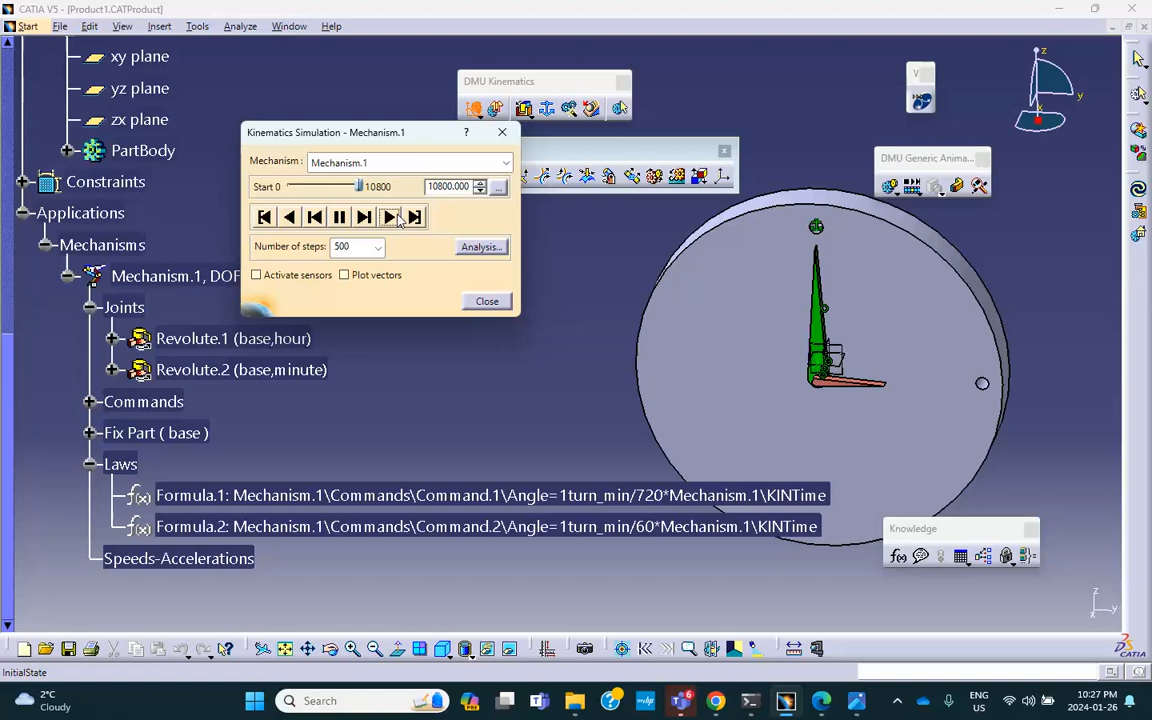 CATIA V5 - [Product1.CATProduct]
Start File Edit View Insert Tools Analyze Window Help
xy plane
yz plane
zx plane
PartBody
Constraints
Applications
Mechanisms
Mechanism.1, DOF
Joints
Revolute.1 (base,hour)
Revolute.2 (base,minute)
Commands
Fix Part ( base )
Laws
Formula.1: Mechanism.1\Commands\Command.1\Angle=1turn_min/720*Mechanism.1\KINTime
Formula.2: Mechanism.1\Commands\Command.2\Angle=1turn_min/60*Mechanism.1\KINTime
Speeds-Accelerations
DMU Kinematics
Kinematics Simulation - Mechanism.1
?
Mechanism : Mechanism.1
Start 0 10800 10800.000 ...
Number of steps: 500 Analysis...
Activate sensors Plot vectors
Close
V
z
y
x
DMU Generic Anima...
Knowledge
f(x)
z
x y
CATIA
InitialState
2°C
Cloudy
Search
6
ENG
US
10:27 PM
2024-01-26